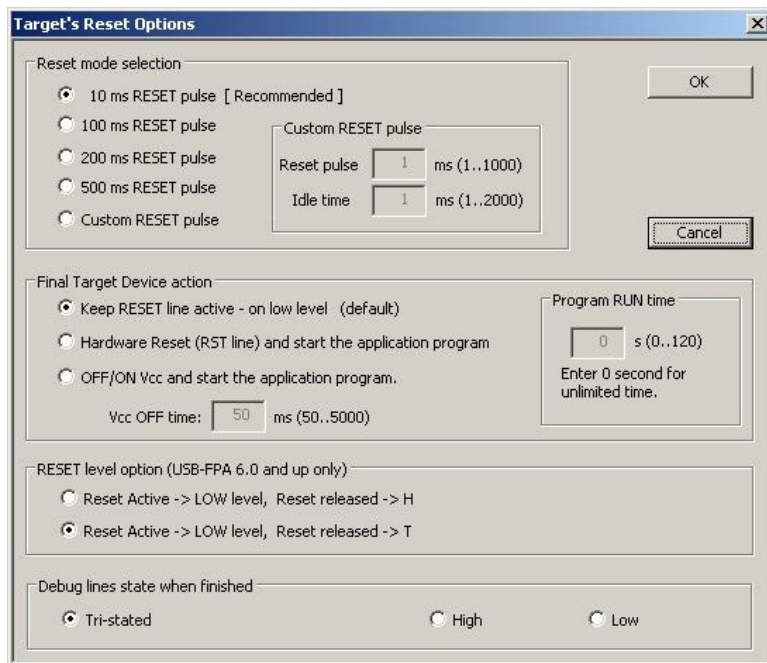 Target's Reset Options
Reset mode selection
10 ms RESET pulse [ Recommended ]
100 ms RESET pulse
200 ms RESET pulse
500 ms RESET pulse
Custom RESET pulse
Custom RESET pulse
Reset pulse 1 ms (1..1000)
Idle time 1 ms (1..2000)
OK
Cancel
Final Target Device action
Keep RESET line active - on low level (default)
Hardware Reset (RST line) and start the application program
OFF/ON Vcc and start the application program.
Vcc OFF time: 50 ms (50..5000)
Program RUN time
0 s (0..120)
Enter 0 second for
unlimited time.
RESET level option (USB-FPA 6.0 and up only)
Reset Active -> LOW level, Reset released -> H
Reset Active -> LOW level, Reset released -> T
Debug lines state when finished
Tri-stated High Low